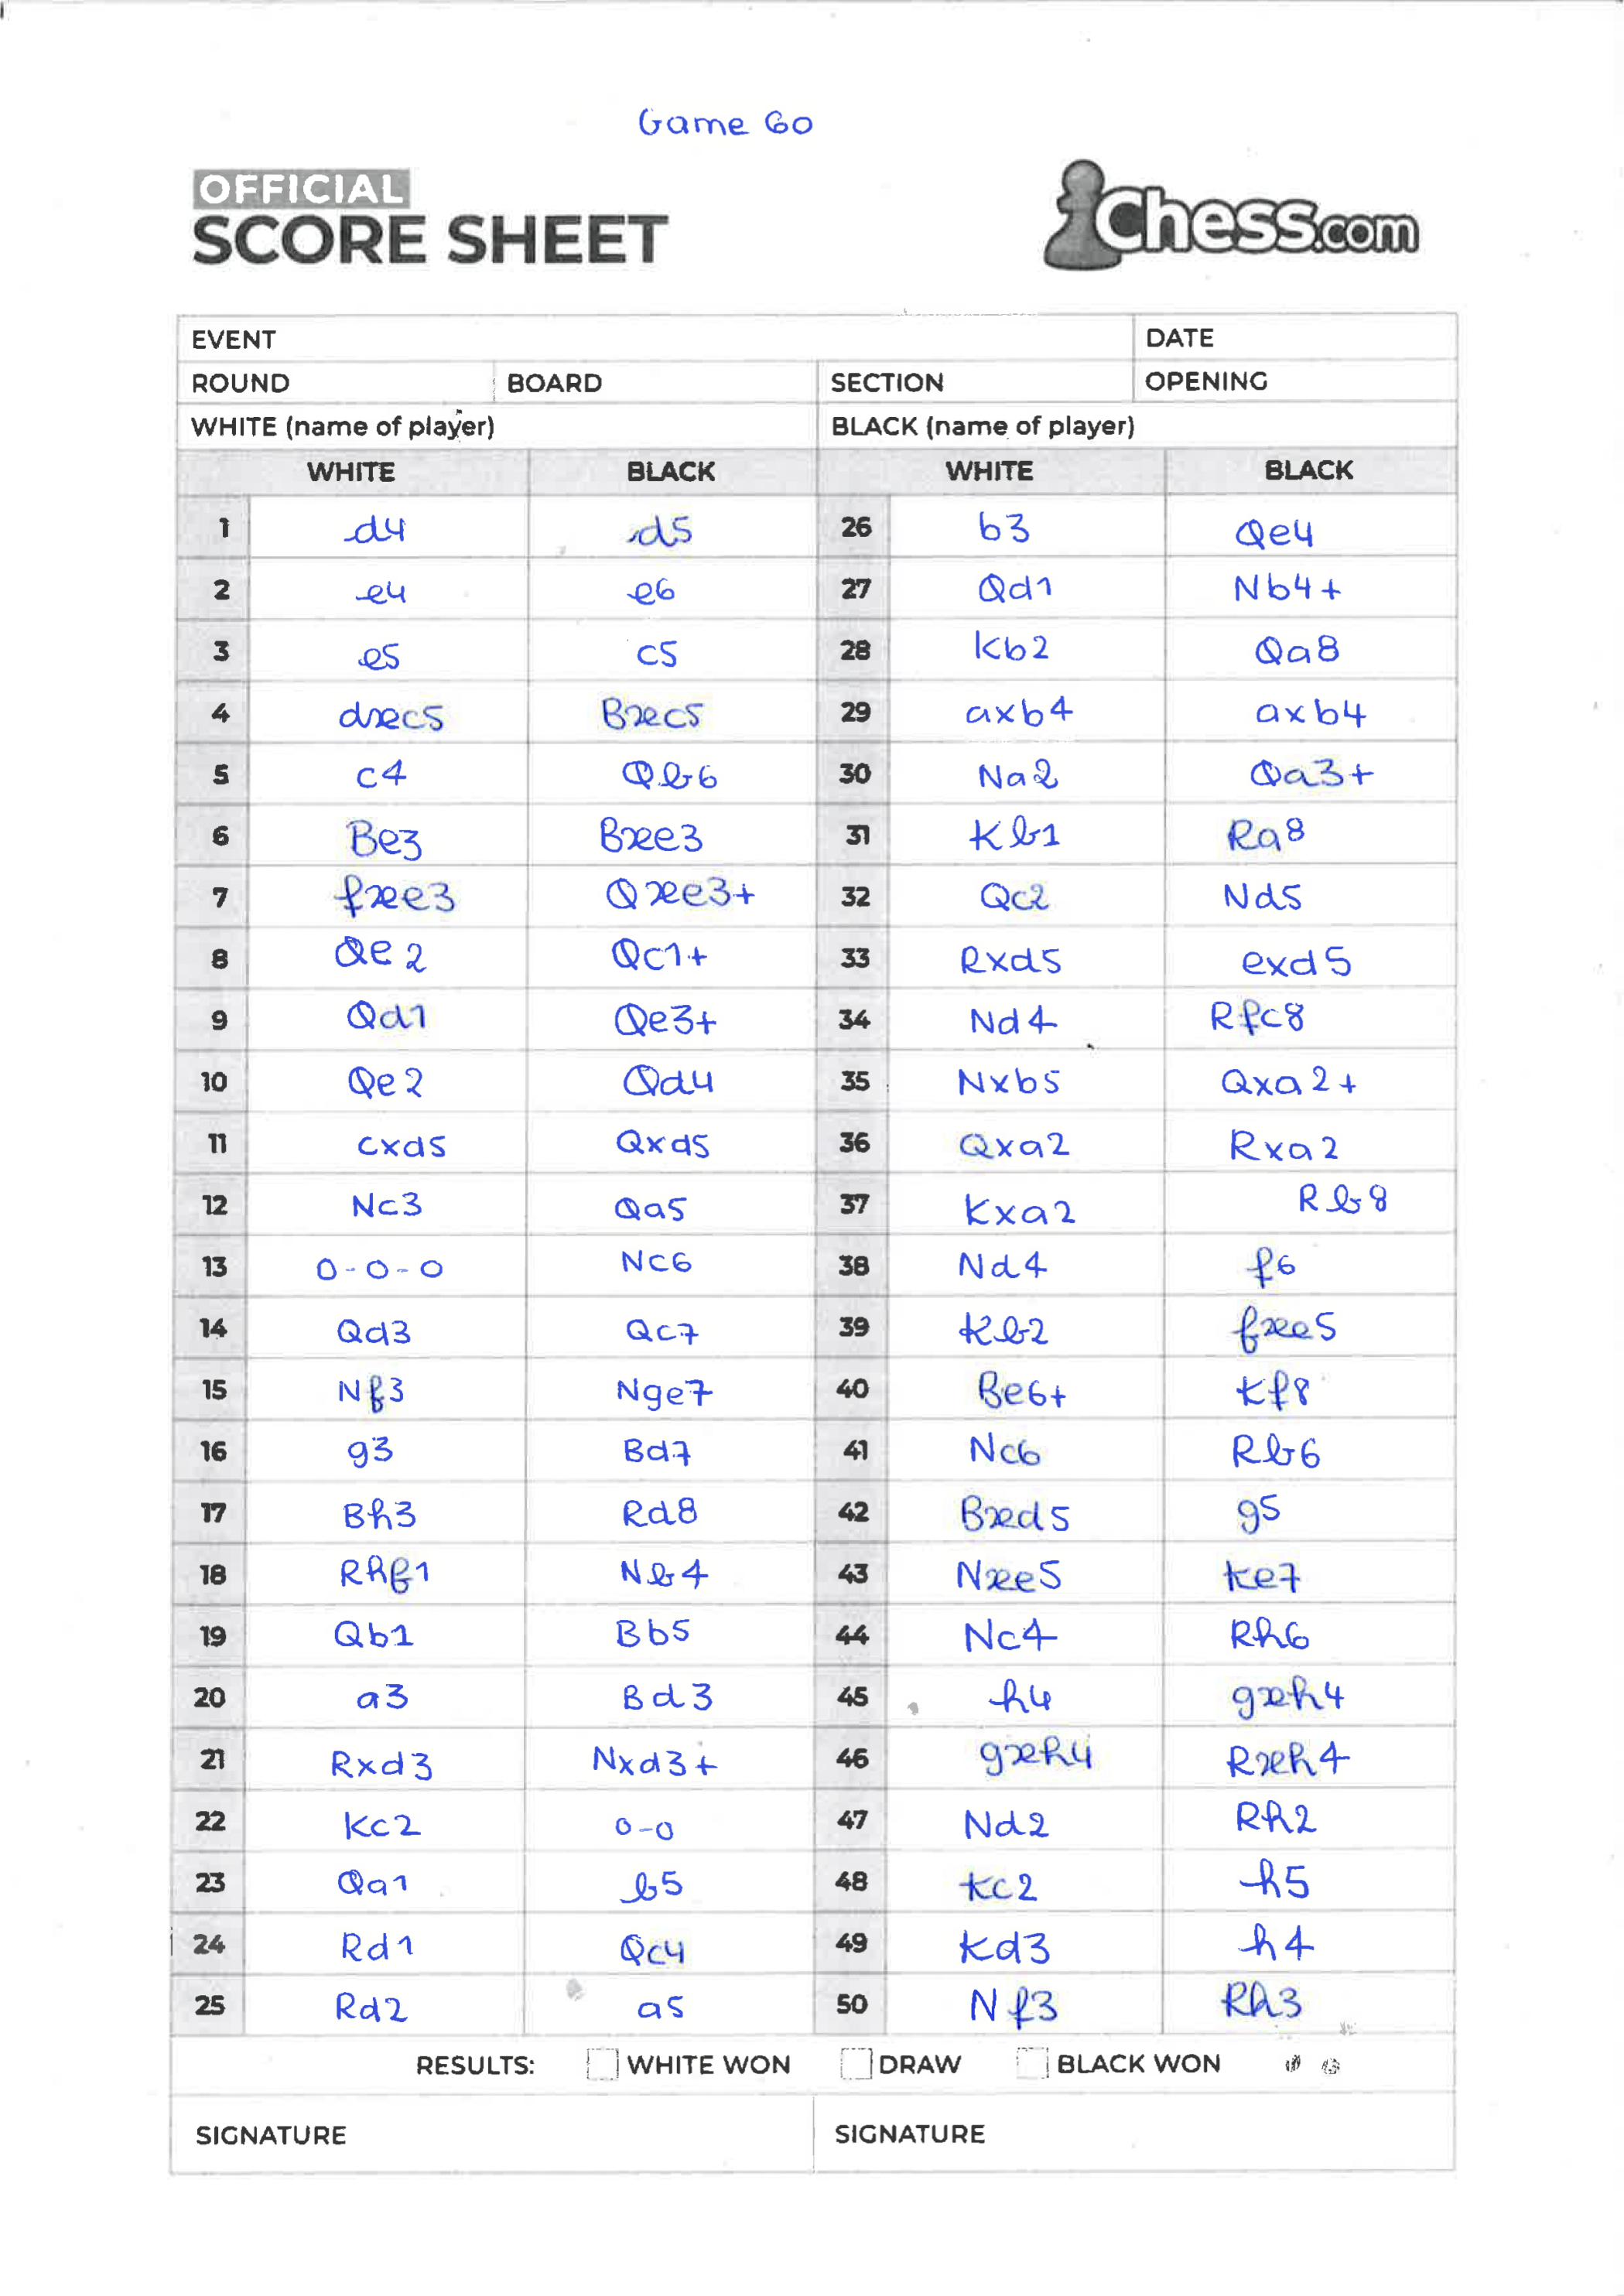 Game 60
OFFICIAL
SCORE SHEET
Chess.com
EVENT DATE
ROUND BOARD SECTION OPENING
WHITE (name of player) BLACK (name of player)
WHITE BLACK WHITE BLACK
1 d4 d5 26 b3 Qe4
2 e4 e6 27 Qd1 Nb4+
3 e5 c5 28 Kb2 Qa8
4 dxc5 Bxc5 29 axb4 axb4
5 c4 Qb6 30 Na2 Qa3+
6 Be3 Bxe3 31 Kb1 Ra8
7 fxe3 Qxe3+ 32 Qc2 Nd5
8 Qe2 Qc1+ 33 Rxd5 exd5
9 Qd1 Qe3+ 34 Nd4 Rfc8
10 Qe2 Qd4 35 Nxb5 Qxa2+
11 cxd5 Qxd5 36 Qxa2 Rxa2
12 Nc3 Qa5 37 Kxa2 Rb8
13 0-0-0 Nc6 38 Nd4 f6
14 Qd3 Qc7 39 Kb2 fxe5
15 Nf3 Nge7 40 Be6+ Kf8
16 g3 Bd7 41 Nc6 Rb6
17 Bh3 Rd8 42 Bxd5 g5
18 Rhf1 Nb4 43 Nxe5 Ke7
19 Qb1 Bb5 44 Nc4 Rh6
20 a3 Bd3 45 h4 gxh4
21 Rxd3 Nxd3+ 46 gxh4 Rxh4
22 Kc2 0-0 47 Nd2 Rh2
23 Qa1 b5 48 Kc2 h5
24 Rd1 Qc4 49 Kd3 h4
25 Rd2 a5 50 Nf3 Rh3
RESULTS: WHITE WON DRAW BLACK WON
SIGNATURE SIGNATURE